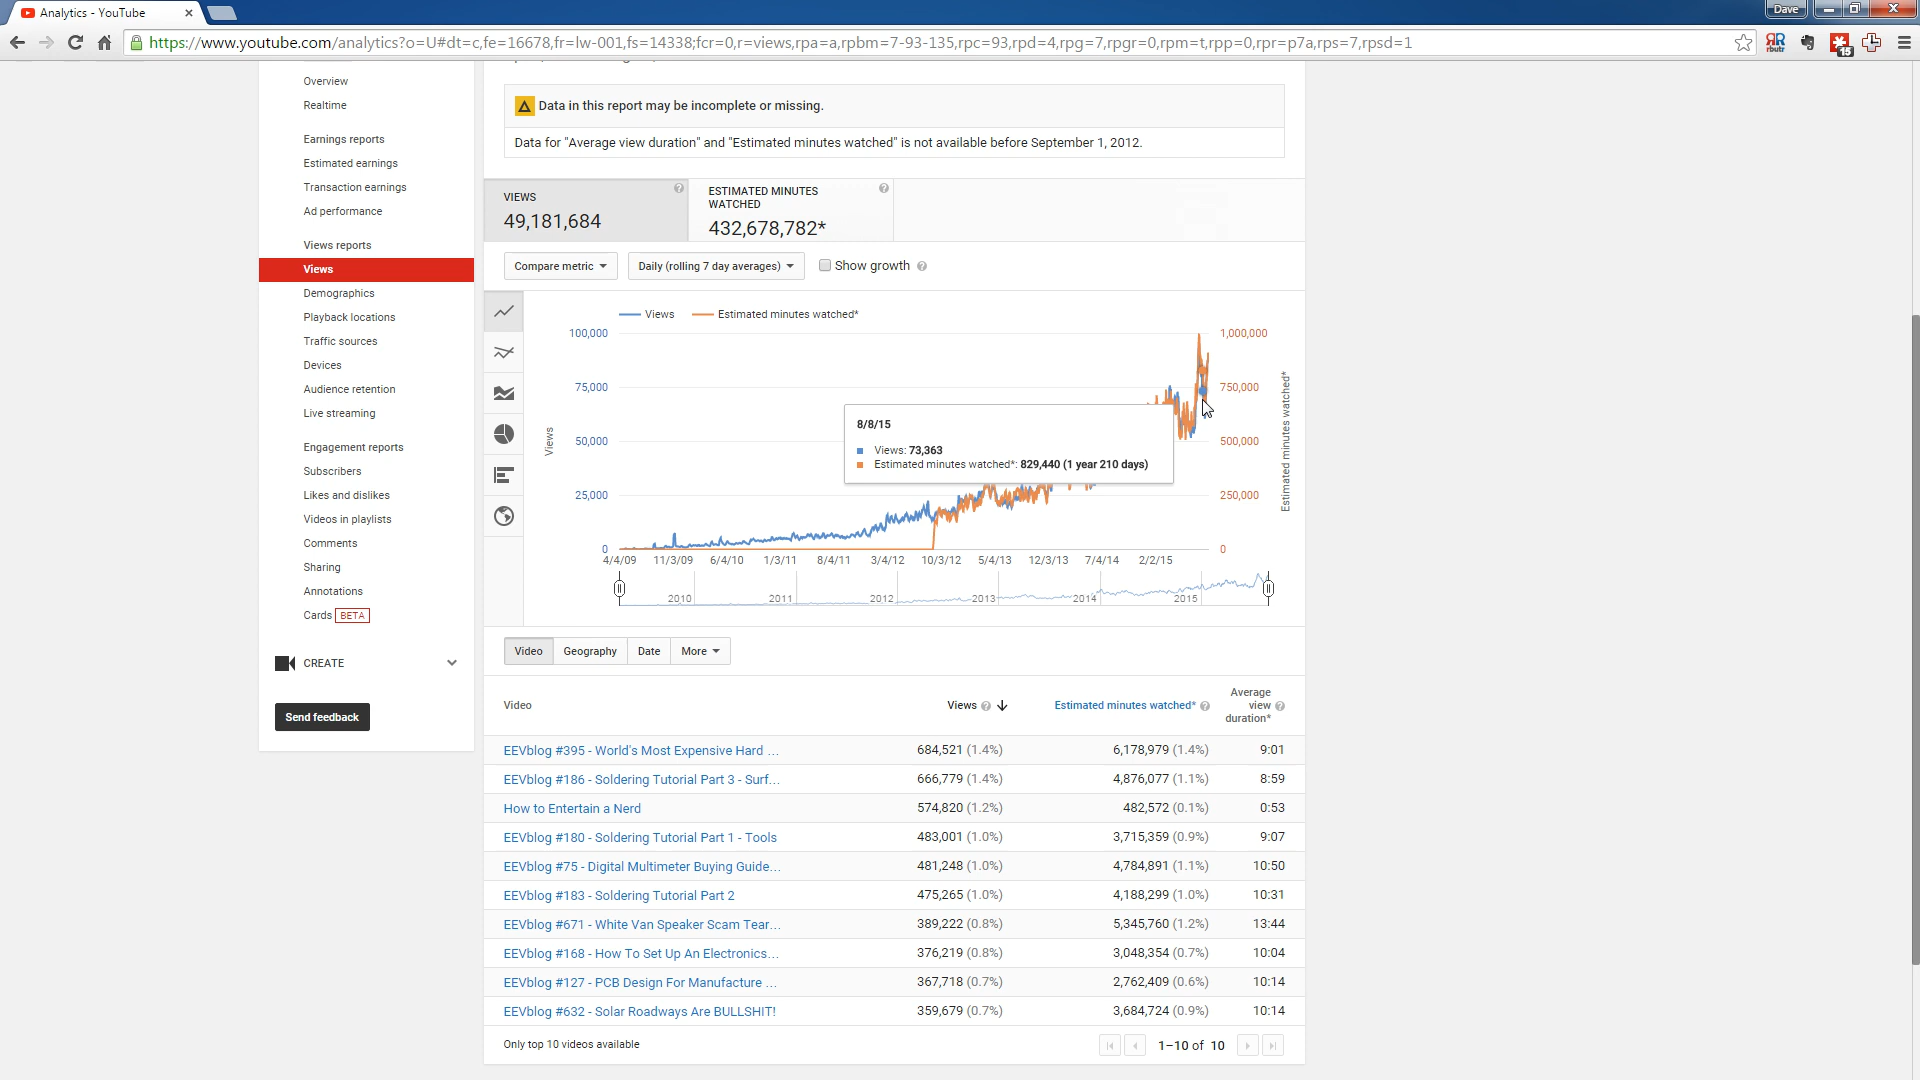 Analytics - YouTube
Dave
https://www.youtube.com/analytics?o=U#dt=c,fe=16678,fr=lw-001,fs=14338;fcr=0,r=views,rpa=a,rpbm=7-93-135,rpc=93,rpd=4,rpg=7,rpgr=0,rpm=t,rpp=0,rpr=p7a,rps=7,rpsd=1
rbutr
15
Overview
Realtime
Earnings reports
Estimated earnings
Transaction earnings
Ad performance
Views reports
Views
Demographics
Playback locations
Traffic sources
Devices
Audience retention
Live streaming
Engagement reports
Subscribers
Likes and dislikes
Videos in playlists
Comments
Sharing
Annotations
Cards BETA
CREATE
Send feedback
Data in this report may be incomplete or missing.
Data for "Average view duration" and "Estimated minutes watched" is not available before September 1, 2012.
VIEWS ?
49,181,684
ESTIMATED MINUTES ?
WATCHED
432,678,782*
Compare metric
Daily (rolling 7 day averages)
Show growth ?
Views Estimated minutes watched*
100,000 1,000,000
75,000 750,000
50,000 500,000
25,000 250,000
0 0
Views
Estimated minutes watched*
8/8/15
Views: 73,363
Estimated minutes watched*: 829,440 (1 year 210 days)
4/4/09 11/3/09 6/4/10 1/3/11 8/4/11 3/4/12 10/3/12 5/4/13 12/3/13 7/4/14 2/2/15
2010 2011 2012 2013 2014 2015
Video Geography Date More
Video Views ? Estimated minutes watched* ? Average view duration* ?
EEVblog #395 - World's Most Expensive Hard ... 684,521 (1.4%) 6,178,979 (1.4%) 9:01
EEVblog #186 - Soldering Tutorial Part 3 - Surf... 666,779 (1.4%) 4,876,077 (1.1%) 8:59
How to Entertain a Nerd 574,820 (1.2%) 482,572 (0.1%) 0:53
EEVblog #180 - Soldering Tutorial Part 1 - Tools 483,001 (1.0%) 3,715,359 (0.9%) 9:07
EEVblog #75 - Digital Multimeter Buying Guide... 481,248 (1.0%) 4,784,891 (1.1%) 10:50
EEVblog #183 - Soldering Tutorial Part 2 475,265 (1.0%) 4,188,299 (1.0%) 10:31
EEVblog #671 - White Van Speaker Scam Tear... 389,222 (0.8%) 5,345,760 (1.2%) 13:44
EEVblog #168 - How To Set Up An Electronics... 376,219 (0.8%) 3,048,354 (0.7%) 10:04
EEVblog #127 - PCB Design For Manufacture ... 367,718 (0.7%) 2,762,409 (0.6%) 10:14
EEVblog #632 - Solar Roadways Are BULLSHIT! 359,679 (0.7%) 3,684,724 (0.9%) 10:14
Only top 10 videos available 1–10 of 10